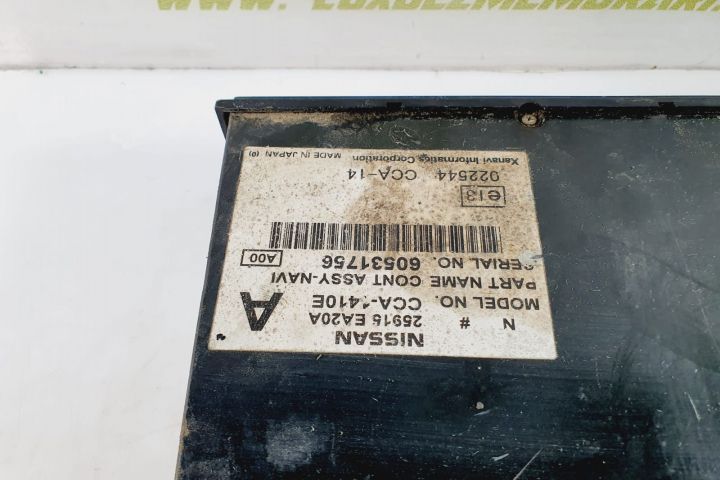 NISSAN
N # 25915 EA20A
MODEL NO. CCA-1410E
PART NAME CONT ASSY-NAVI
SERIAL NO. 60531756
A
A00
e13
022544 CCA-14
Xanavi Informatics Corporation MADE IN JAPAN (0)